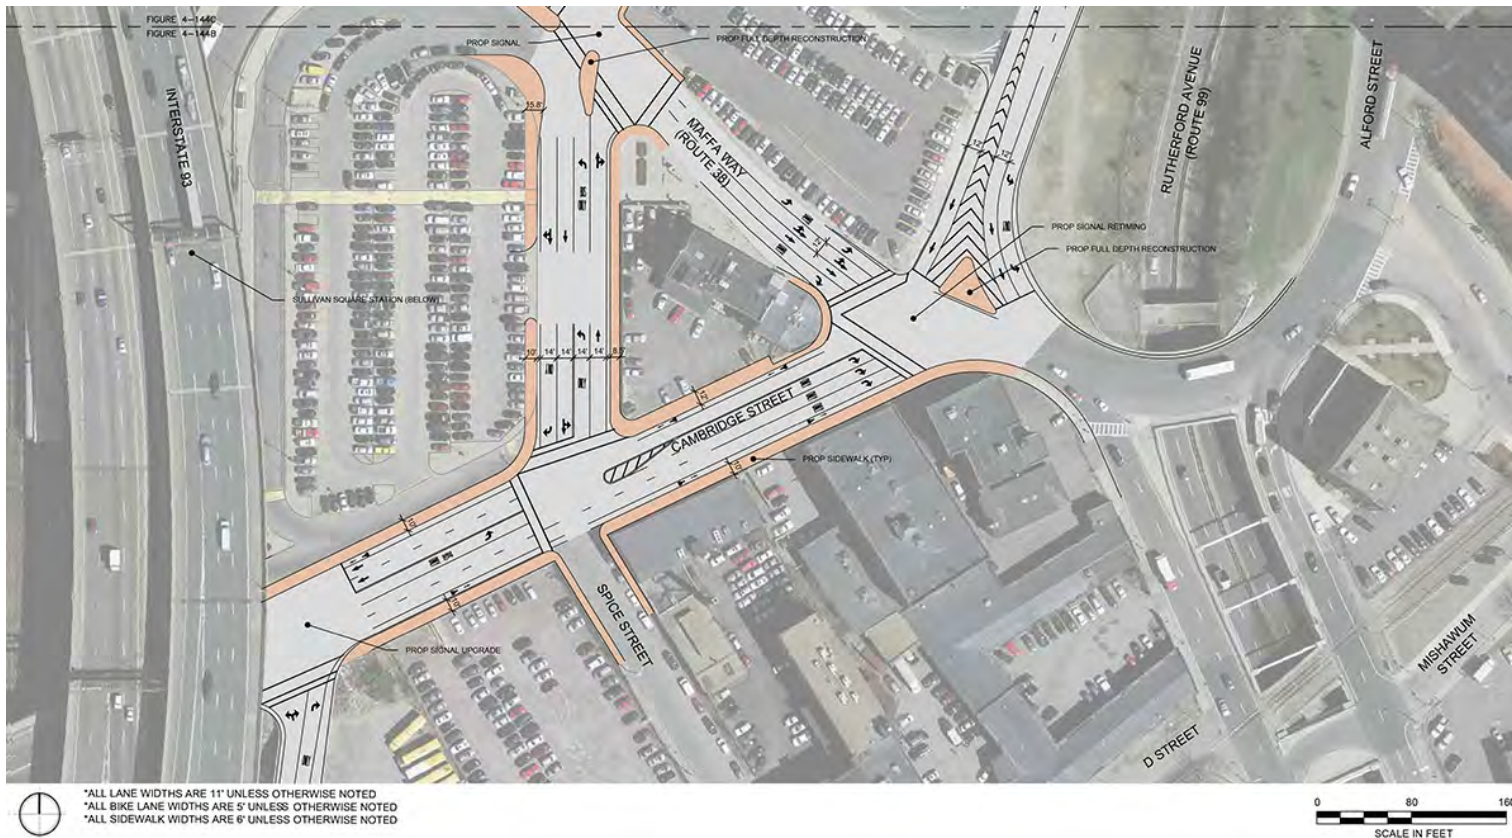 FIGURE 4-144C
FIGURE 4-144B
PROP SIGNAL
PROP FULL DEPTH RECONSTRUCTION
INTERSTATE 93
15.8'
MAFFA WAY
(ROUTE 38)
12'
12'
RUTHERFORD AVENUE
(ROUTE 99)
ALFORD STREET
PROP SIGNAL RETIMING
PROP FULL DEPTH RECONSTRUCTION
12'
SULLIVAN SQUARE STATION (BELOW)
10'
14'
14'
14'
14'
12'
CAMBRIDGE STREET
PROP SIDEWALK (TYP)
10'
10'
10'
SPICE STREET
PROP SIGNAL UPGRADE
D STREET
MISHAWUM
STREET
*ALL LANE WIDTHS ARE 11' UNLESS OTHERWISE NOTED
*ALL BIKE LANE WIDTHS ARE 5' UNLESS OTHERWISE NOTED
*ALL SIDEWALK WIDTHS ARE 6' UNLESS OTHERWISE NOTED
0 80 160
SCALE IN FEET